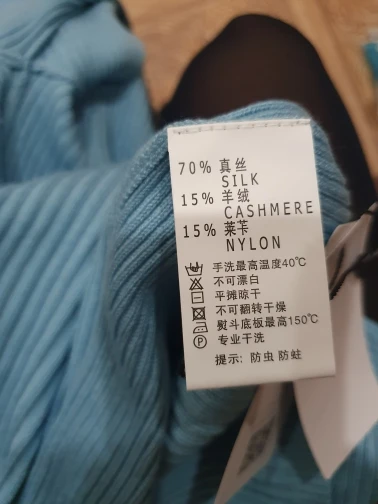 70% 真丝
SILK
15% 羊绒
CASHMERE
15% 莱苄
NYLON
手洗最高温度40℃
不可漂白
平摊晾干
不可翻转干燥
熨斗底板最高150℃
Ⓟ 专业干洗
提示: 防虫 防蛀